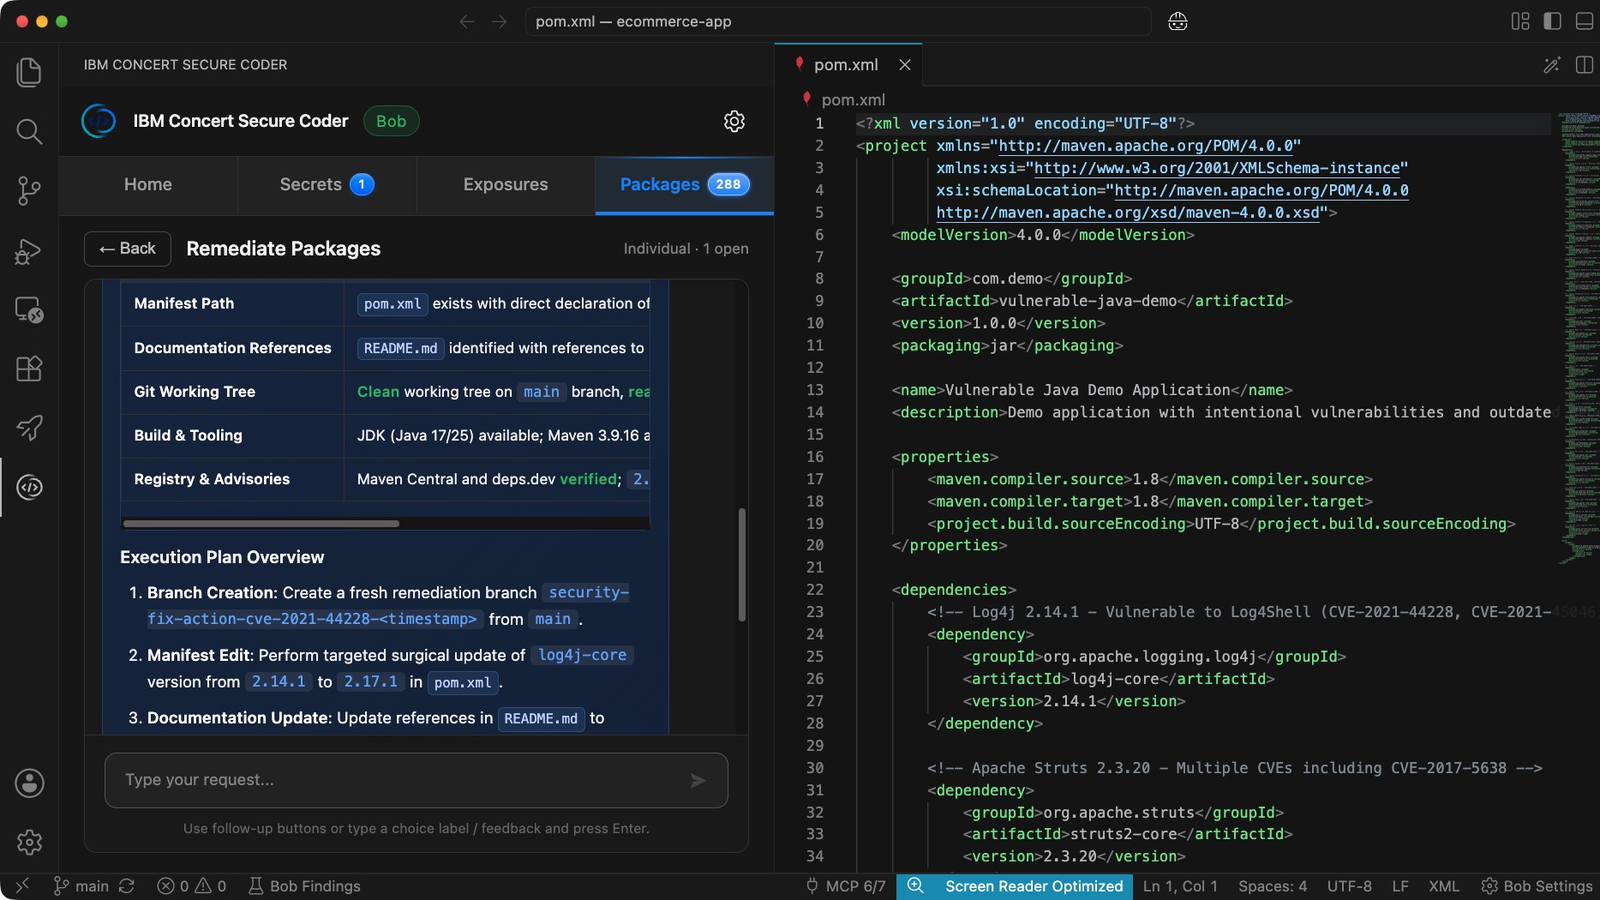 pom.xml — ecommerce-app
IBM CONCERT SECURE CODER
IBM Concert Secure Coder Bob
Home Secrets 1 Exposures Packages 288
← Back Remediate Packages Individual · 1 open
Manifest Path pom.xml exists with direct declaration of
Documentation References README.md identified with references to
Git Working Tree Clean working tree on main branch, rea
Build & Tooling JDK (Java 17/25) available; Maven 3.9.16 a
Registry & Advisories Maven Central and deps.dev verified; 2.
Execution Plan Overview
1. Branch Creation: Create a fresh remediation branch security-
fix-action-cve-2021-44228-<timestamp> from main .
2. Manifest Edit: Perform targeted surgical update of log4j-core
version from 2.14.1 to 2.17.1 in pom.xml.
3. Documentation Update: Update references in README.md to
Type your request...
Use follow-up buttons or type a choice label / feedback and press Enter.
pom.xml
pom.xml
1 <?xml version="1.0" encoding="UTF-8"?>
2 <project xmlns="http://maven.apache.org/POM/4.0.0"
3 xmlns:xsi="http://www.w3.org/2001/XMLSchema-instance"
4 xsi:schemaLocation="http://maven.apache.org/POM/4.0.0
5 http://maven.apache.org/xsd/maven-4.0.0.xsd">
6 <modelVersion>4.0.0</modelVersion>
7
8 <groupId>com.demo</groupId>
9 <artifactId>vulnerable-java-demo</artifactId>
10 <version>1.0.0</version>
11 <packaging>jar</packaging>
12
13 <name>Vulnerable Java Demo Application</name>
14 <description>Demo application with intentional vulnerabilities and outdated
15
16 <properties>
17 <maven.compiler.source>1.8</maven.compiler.source>
18 <maven.compiler.target>1.8</maven.compiler.target>
19 <project.build.sourceEncoding>UTF-8</project.build.sourceEncoding>
20 </properties>
21
22 <dependencies>
23 <!-- Log4j 2.14.1 - Vulnerable to Log4Shell (CVE-2021-44228, CVE-2021-45046
24 <dependency>
25 <groupId>org.apache.logging.log4j</groupId>
26 <artifactId>log4j-core</artifactId>
27 <version>2.14.1</version>
28 </dependency>
29
30 <!-- Apache Struts 2.3.20 - Multiple CVEs including CVE-2017-5638 -->
31 <dependency>
32 <groupId>org.apache.struts</groupId>
33 <artifactId>struts2-core</artifactId>
34 <version>2.3.20</version>
main 0 0 Bob Findings MCP 6/7 Screen Reader Optimized Ln 1, Col 1 Spaces: 4 UTF-8 LF XML Bob Settings